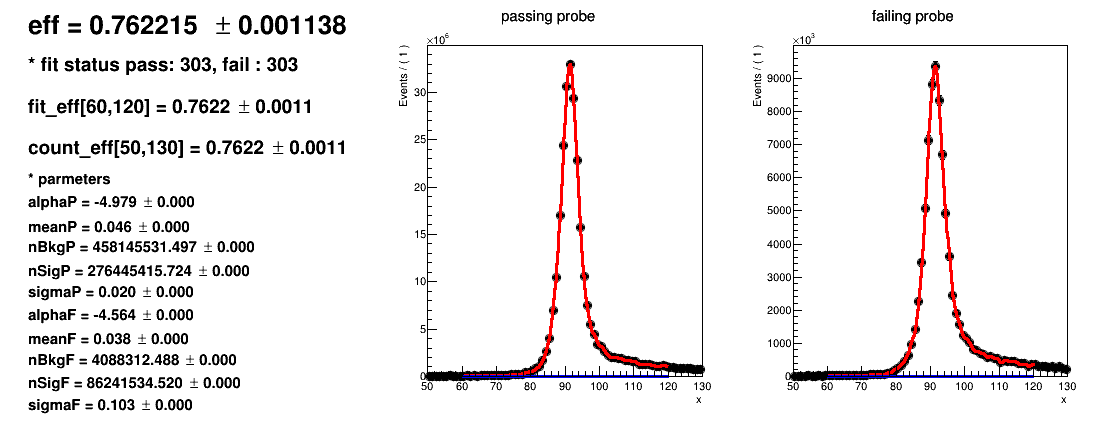 eff = 0.762215 ± 0.001138
* fit status pass: 303, fail : 303
fit_eff[60,120] = 0.7622 ± 0.0011
count_eff[50,130] = 0.7622 ± 0.0011
* parmeters
alphaP = -4.979 ± 0.000
meanP = 0.046 ± 0.000
nBkgP = 458145531.497 ± 0.000
nSigP = 276445415.724 ± 0.000
sigmaP = 0.020 ± 0.000
alphaF = -4.564 ± 0.000
meanF = 0.038 ± 0.000
nBkgF = 4088312.488 ± 0.000
nSigF = 86241534.520 ± 0.000
sigmaF = 0.103 ± 0.000
passing probe
×10⁶
Events / ( 1 )
30
25
20
15
10
5
0
50 60 70 80 90 100 110 120 130
x
failing probe
×10³
Events / ( 1 )
9000
8000
7000
6000
5000
4000
3000
2000
1000
0
50 60 70 80 90 100 110 120 130
x